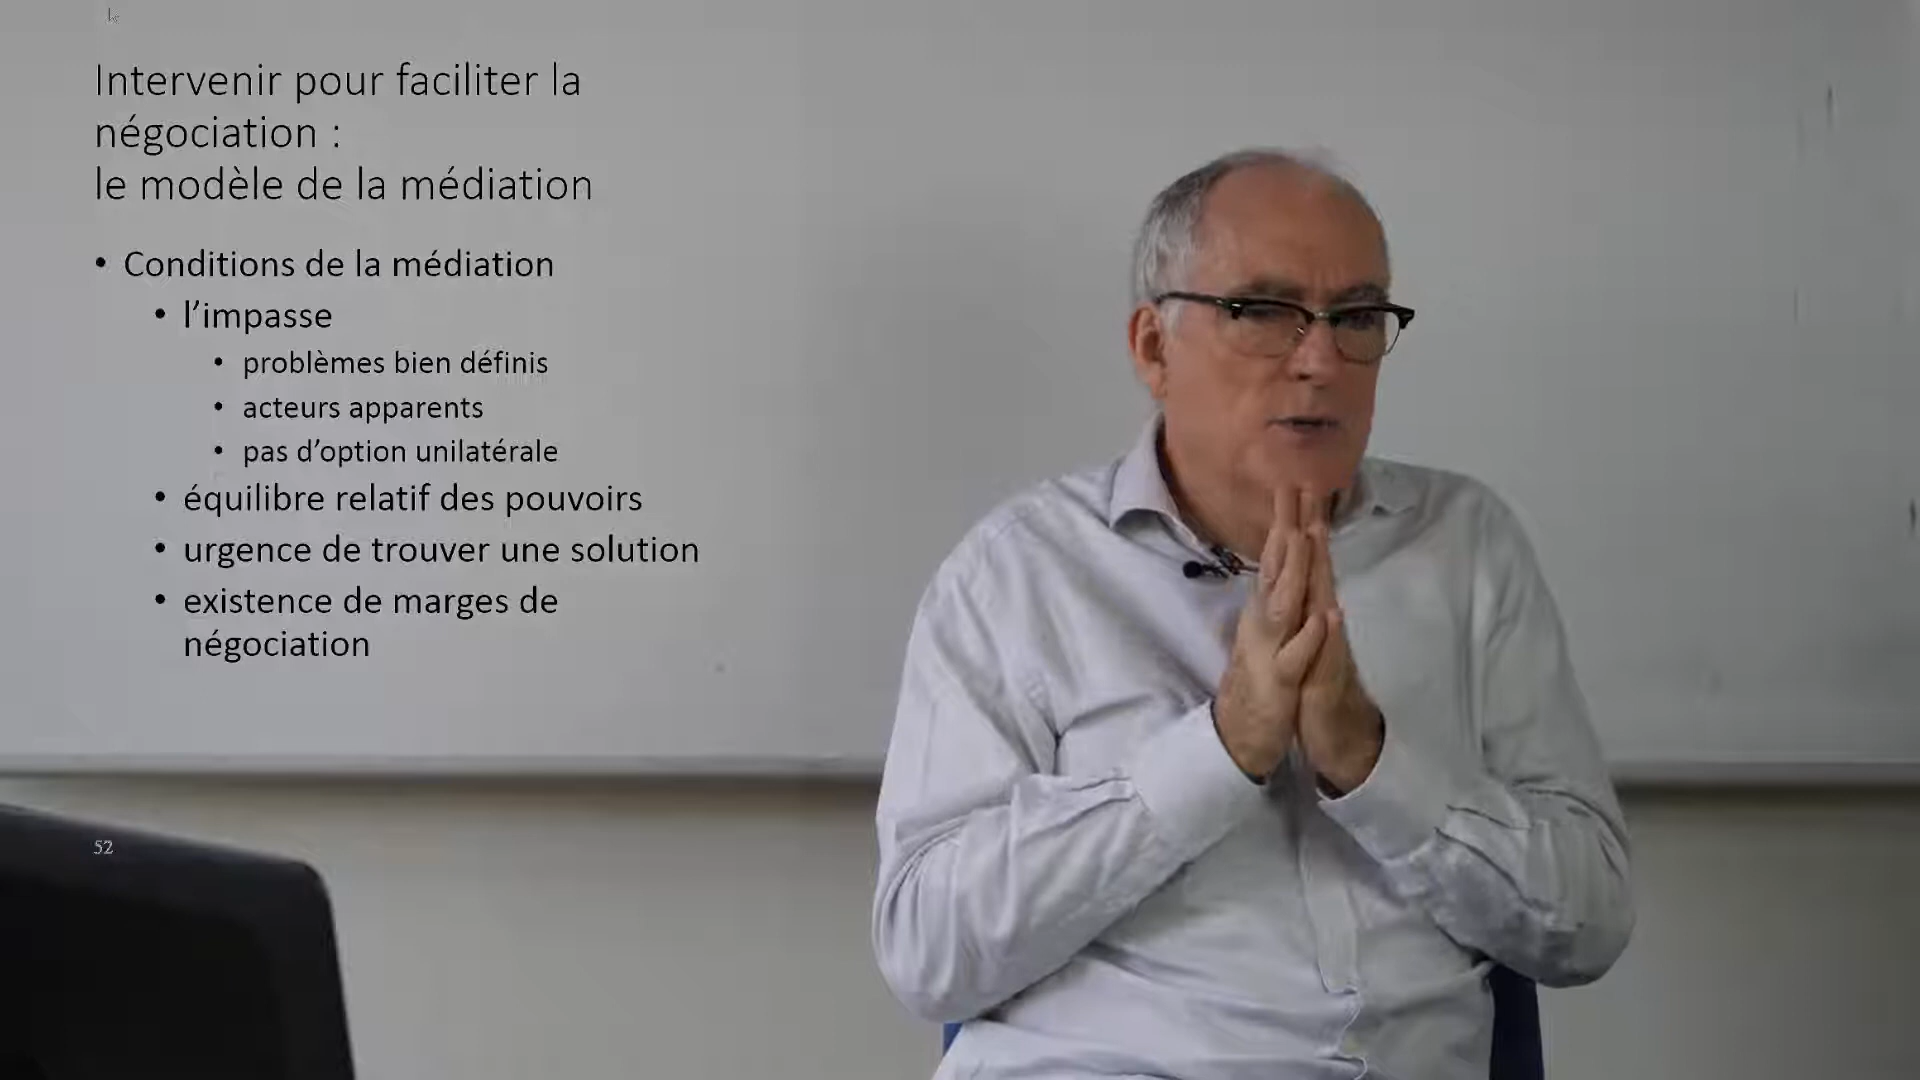 Intervenir pour faciliter la
négociation :
le modèle de la médiation
• Conditions de la médiation
• l’impasse
• problèmes bien définis
• acteurs apparents
• pas d’option unilatérale
• équilibre relatif des pouvoirs
• urgence de trouver une solution
• existence de marges de
négociation
52